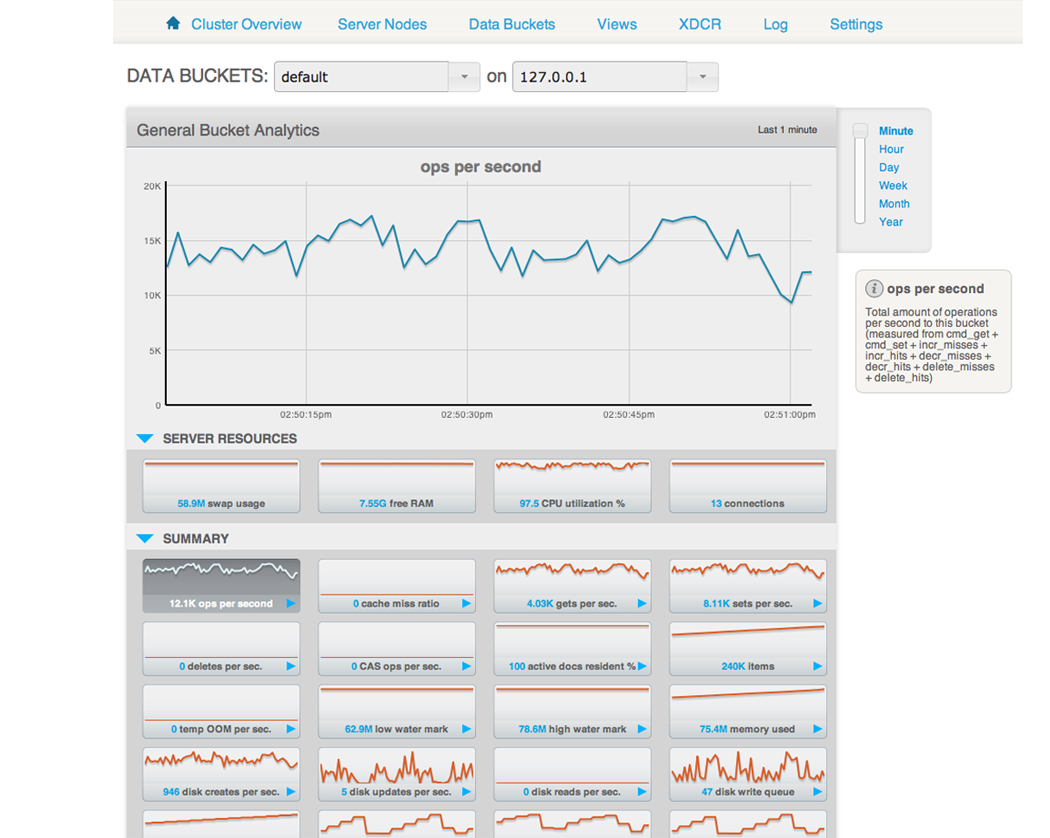 Cluster Overview Server Nodes Data Buckets Views XDCR Log Settings
DATA BUCKETS: default on 127.0.0.1
General Bucket Analytics Last 1 minute
ops per second
20K
15K
10K
5K
0
02:50:15pm 02:50:30pm 02:50:45pm 02:51:00pm
Minute
Hour
Day
Week
Month
Year
i ops per second
Total amount of operations
per second to this bucket
(measured from cmd_get +
cmd_set + incr_misses +
incr_hits + decr_misses +
decr_hits + delete_misses
+ delete_hits)
SERVER RESOURCES
58.9M swap usage 7.55G free RAM 97.5 CPU utilization % 13 connections
SUMMARY
12.1K ops per second 0 cache miss ratio 4.03K gets per sec. 8.11K sets per sec.
0 deletes per sec. 0 CAS ops per sec. 100 active docs resident % 240K items
0 temp OOM per sec. 62.9M low water mark 78.6M high water mark 75.4M memory used
946 disk creates per sec. 5 disk updates per sec. 0 disk reads per sec. 47 disk write queue